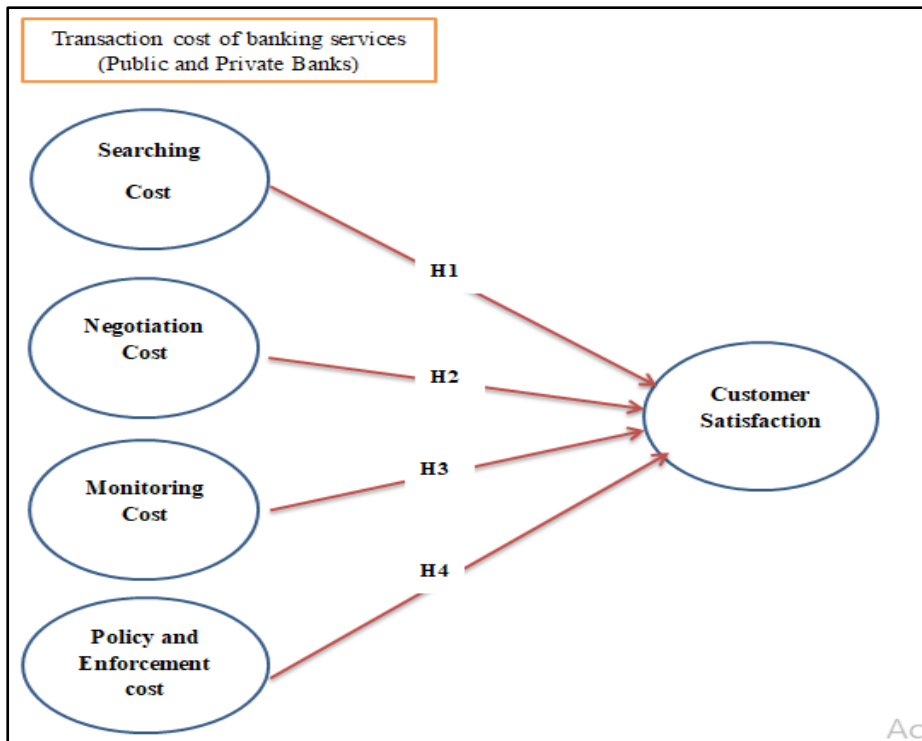 Transaction cost of banking services
(Public and Private Banks)
Searching
Cost
H1
Negotiation
Cost
H2
Customer
Satisfaction
Monitoring
Cost
H3
H4
Policy and
Enforcement
cost
Ac